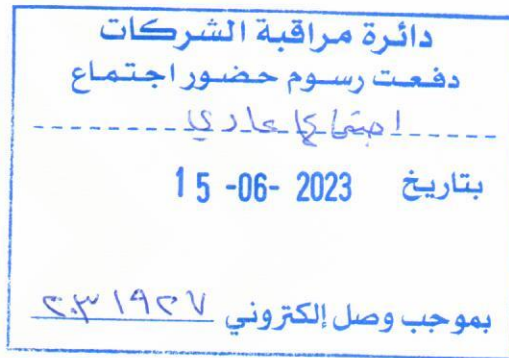 دائرة مراقبة الشركات
دفعت رسوم حضور اجتماع
اجتماع عادي
بتاريخ 15 -06- 2023
بموجب وصل إلكتروني ٢٠٣١٩٢٧